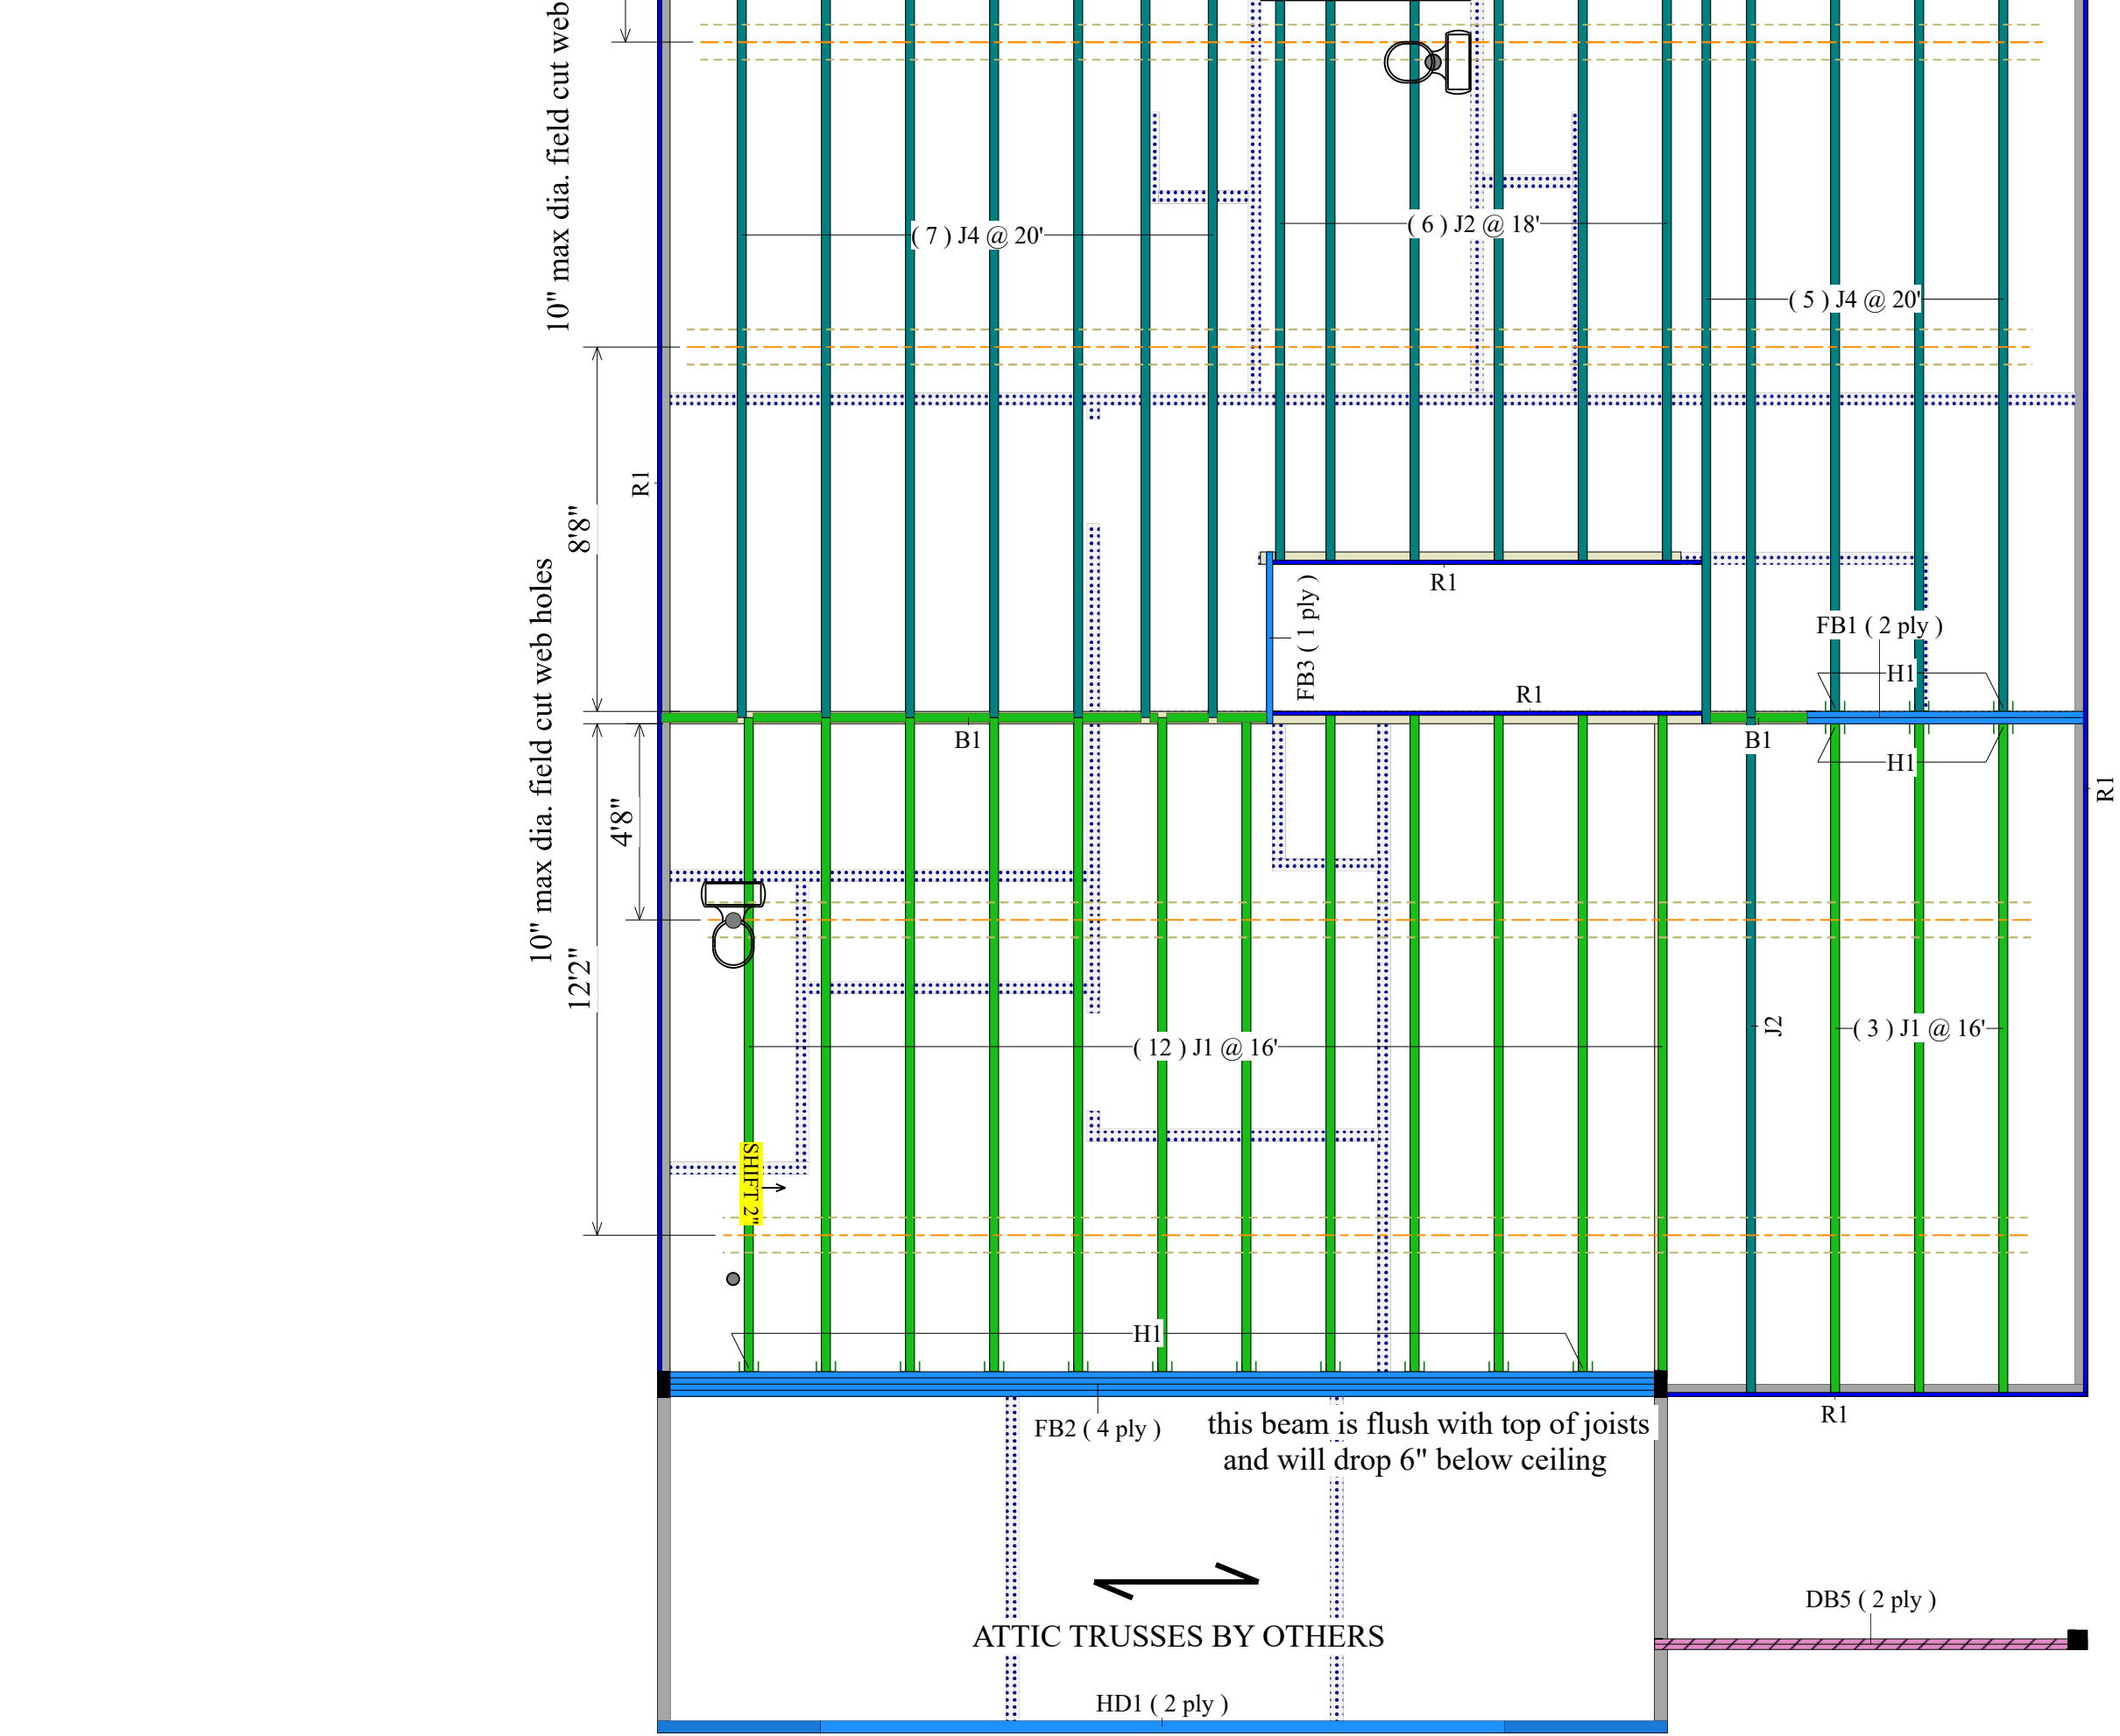 10" max dia. field cut web
( 7 ) J4 @ 20'
( 6 ) J2 @ 18'
( 5 ) J4 @ 20'
R1
8'8"
10" max dia. field cut web holes
R1
FB3 ( 1 ply )
R1
FB1 ( 2 ply )
H1
B1
B1
H1
R1
4'8"
12'2"
J2
( 3 ) J1 @ 16'
( 12 ) J1 @ 16'
SHIFT 2"
H1
FB2 ( 4 ply )
this beam is flush with top of joists
and will drop 6" below ceiling
R1
DB5 ( 2 ply )
ATTIC TRUSSES BY OTHERS
HD1 ( 2 ply )